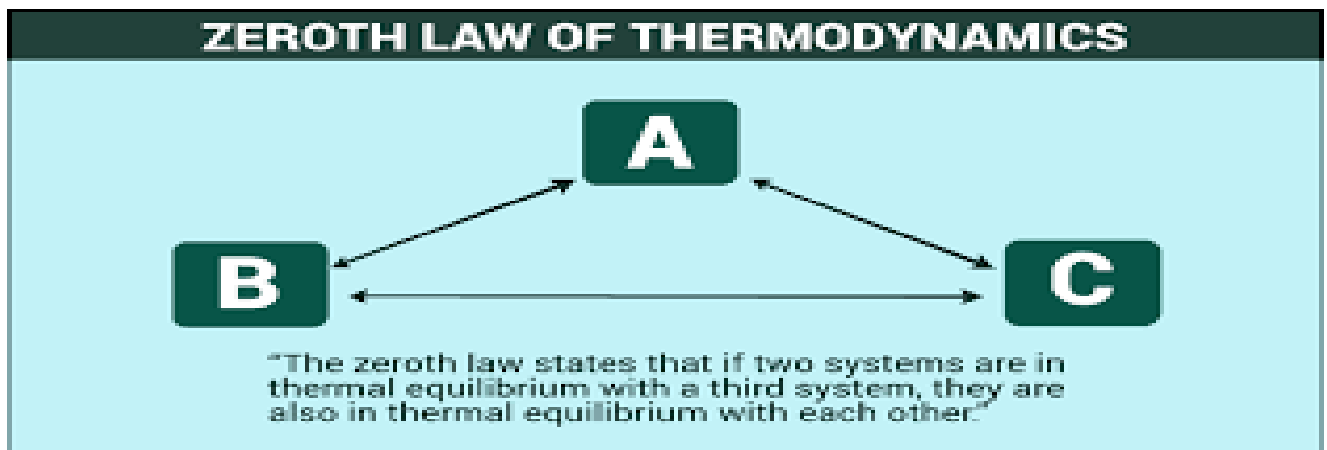 ZEROTH LAW OF THERMODYNAMICS
A
B
C
"The zeroth law states that if two systems are in
thermal equilibrium with a third system, they are
also in thermal equilibrium with each other."